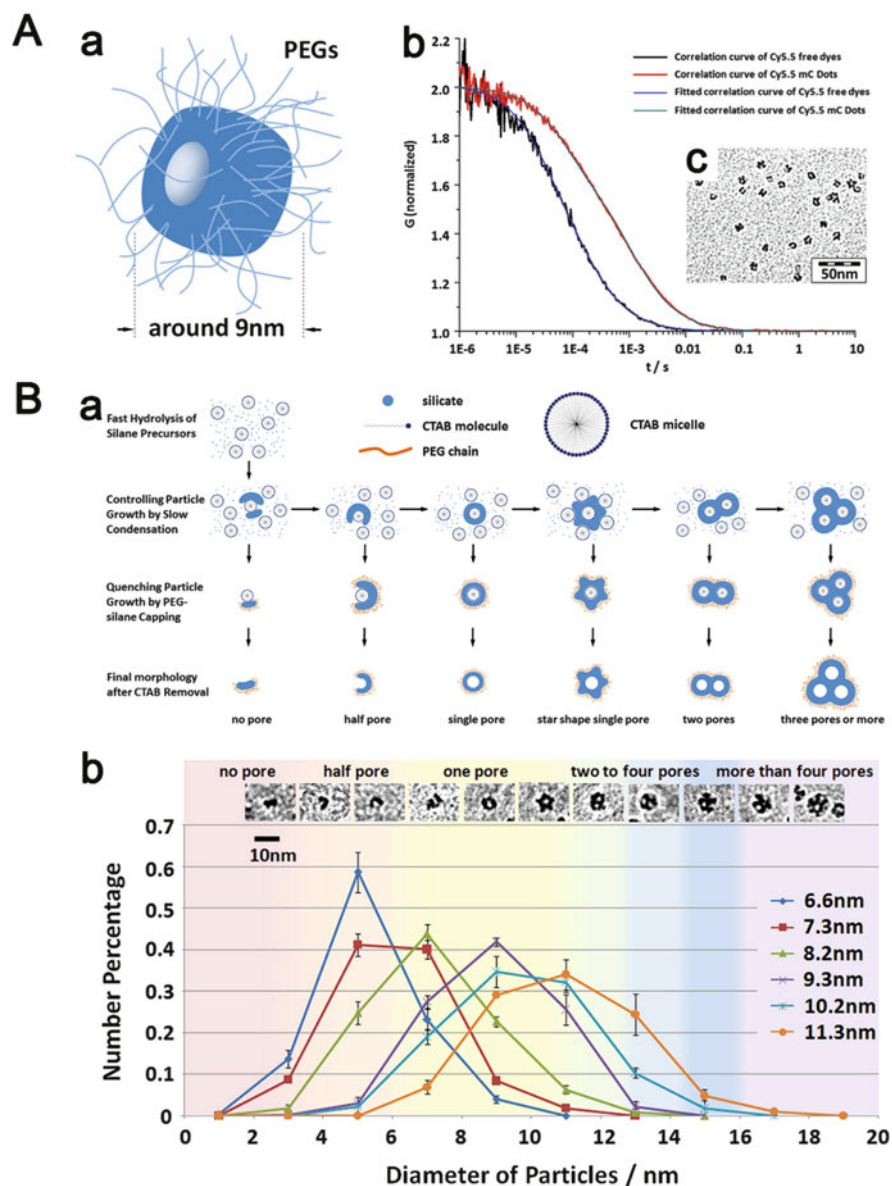 A
a
PEGs
around 9nm
b
2.2
2.0
1.8
1.6
1.4
1.2
1.0
G (normalized)
Correlation curve of Cy5.5 free dyes
Correlation curve of Cy5.5 mC Dots
Fitted correlation curve of Cy5.5 free dyes
Fitted correlation curve of Cy5.5 mC Dots
c
50nm
1E-6 1E-5 1E-4 1E-3 0.01 0.1 1 10
t / s
B
a
Fast Hydrolysis of
Silane Precursors
silicate
CTAB molecule
PEG chain
CTAB micelle
Controlling Particle
Growth by Slow
Condensation
Quenching Particle
Growth by PEG-
silane Capping
Final morphology
after CTAB Removal
no pore half pore single pore star shape single pore two pores three pores or more
b
no pore half pore one pore two to four pores more than four pores
10nm
0.7
0.6
0.5
0.4
0.3
0.2
0.1
0
Number Percentage
6.6nm
7.3nm
8.2nm
9.3nm
10.2nm
11.3nm
0 2 4 6 8 10 12 14 16 18 20
Diameter of Particles / nm